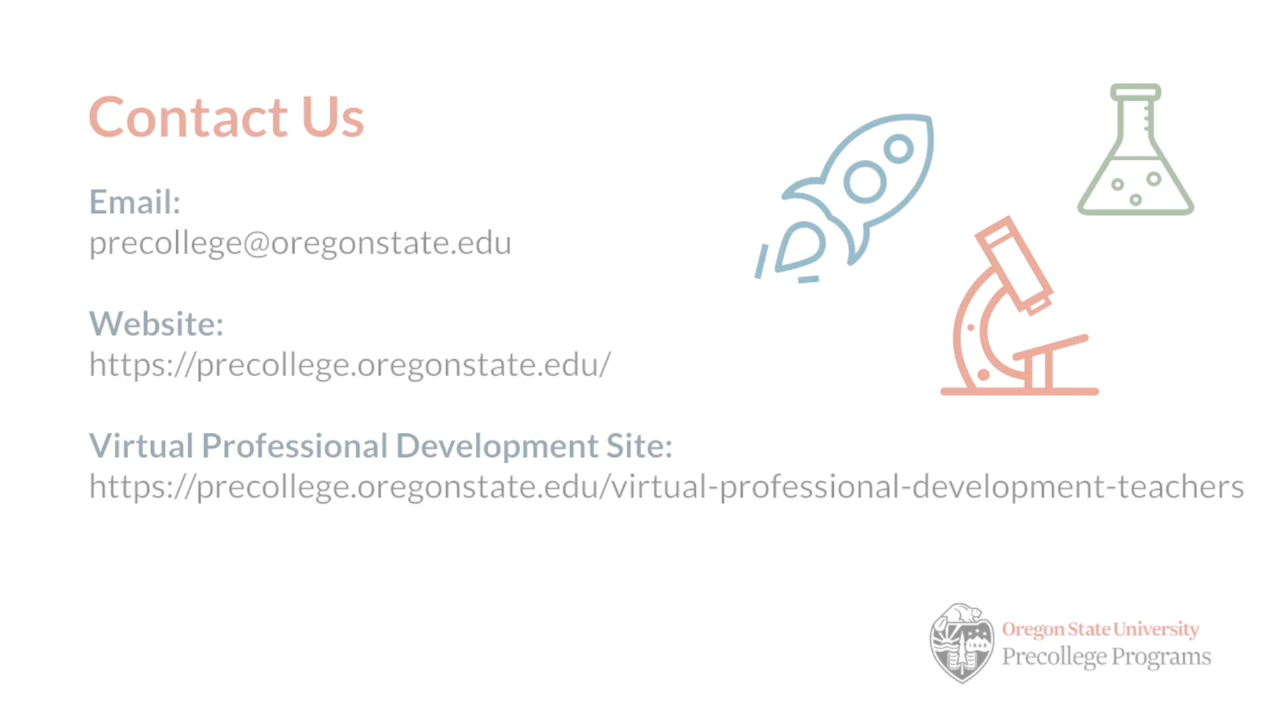 Contact Us
Email:
precollege@oregonstate.edu
Website:
https://precollege.oregonstate.edu/
Virtual Professional Development Site:
https://precollege.oregonstate.edu/virtual-professional-development-teachers
Oregon State University
Precollege Programs